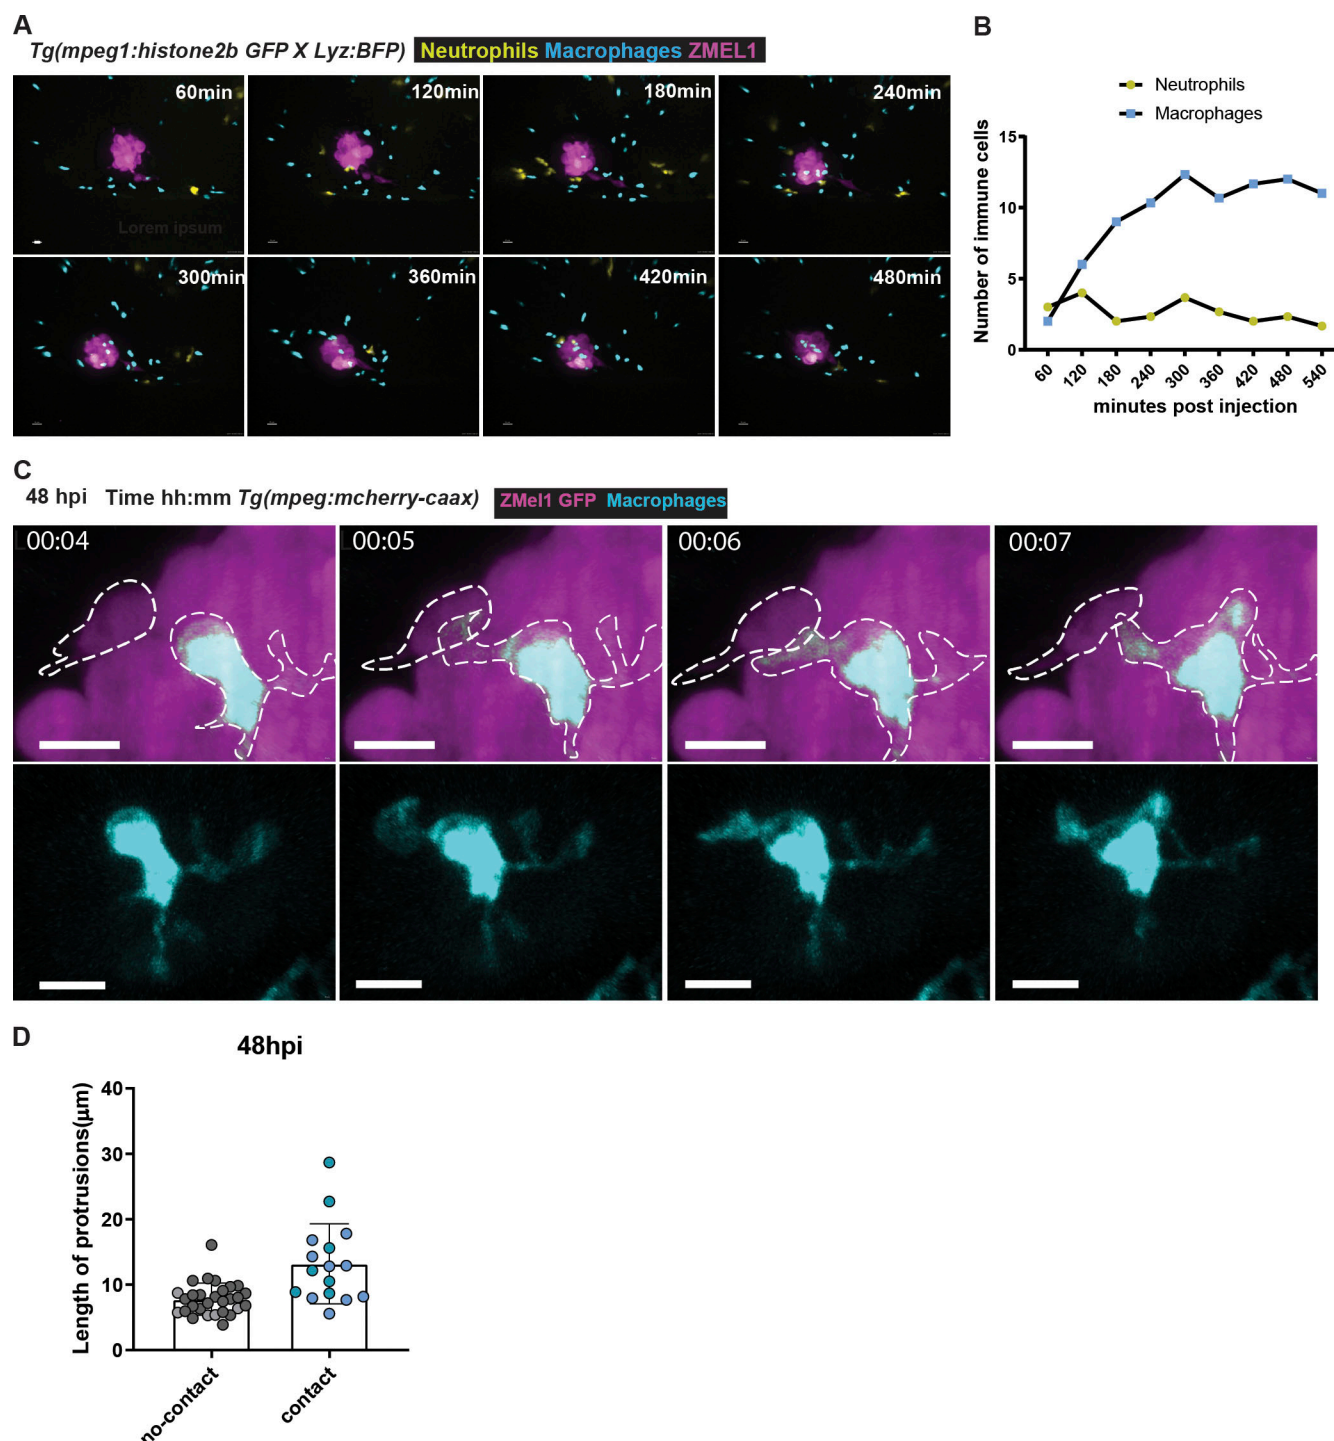 A
Tg(mpeg1:histone2b GFP X Lyz:BFP) Neutrophils Macrophages ZMEL1
60min 120min 180min 240min
Lorem ipsum
300min 360min 420min 480min
B
Neutrophils
Macrophages
Number of immune cells
15
10
5
0
60 120 180 240 300 360 420 480 540
minutes post injection
C
48 hpi Time hh:mm Tg(mpeg:mcherry-caax) ZMel1 GFP Macrophages
00:04 00:05 00:06 00:07
D
48hpi
Length of protrusions(μm)
40
30
20
10
0
no-contact contact